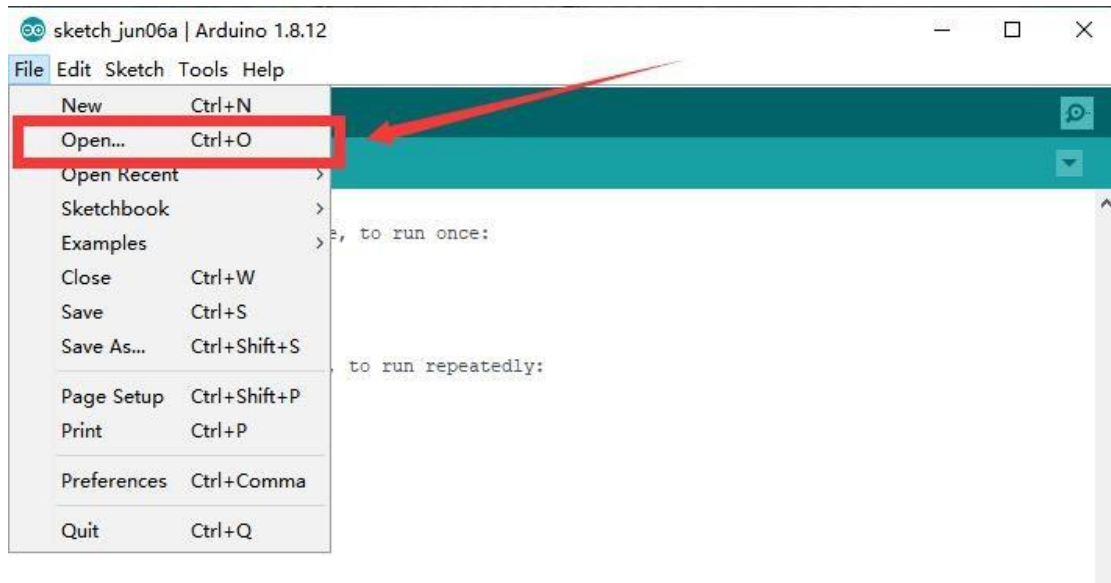 sketch_jun06a | Arduino 1.8.12
File Edit Sketch Tools Help
New Ctrl+N
Open... Ctrl+O
Open Recent
Sketchbook
Examples
Close Ctrl+W
Save Ctrl+S
Save As... Ctrl+Shift+S
Page Setup Ctrl+Shift+P
Print Ctrl+P
Preferences Ctrl+Comma
Quit Ctrl+Q
, to run once:
, to run repeatedly: